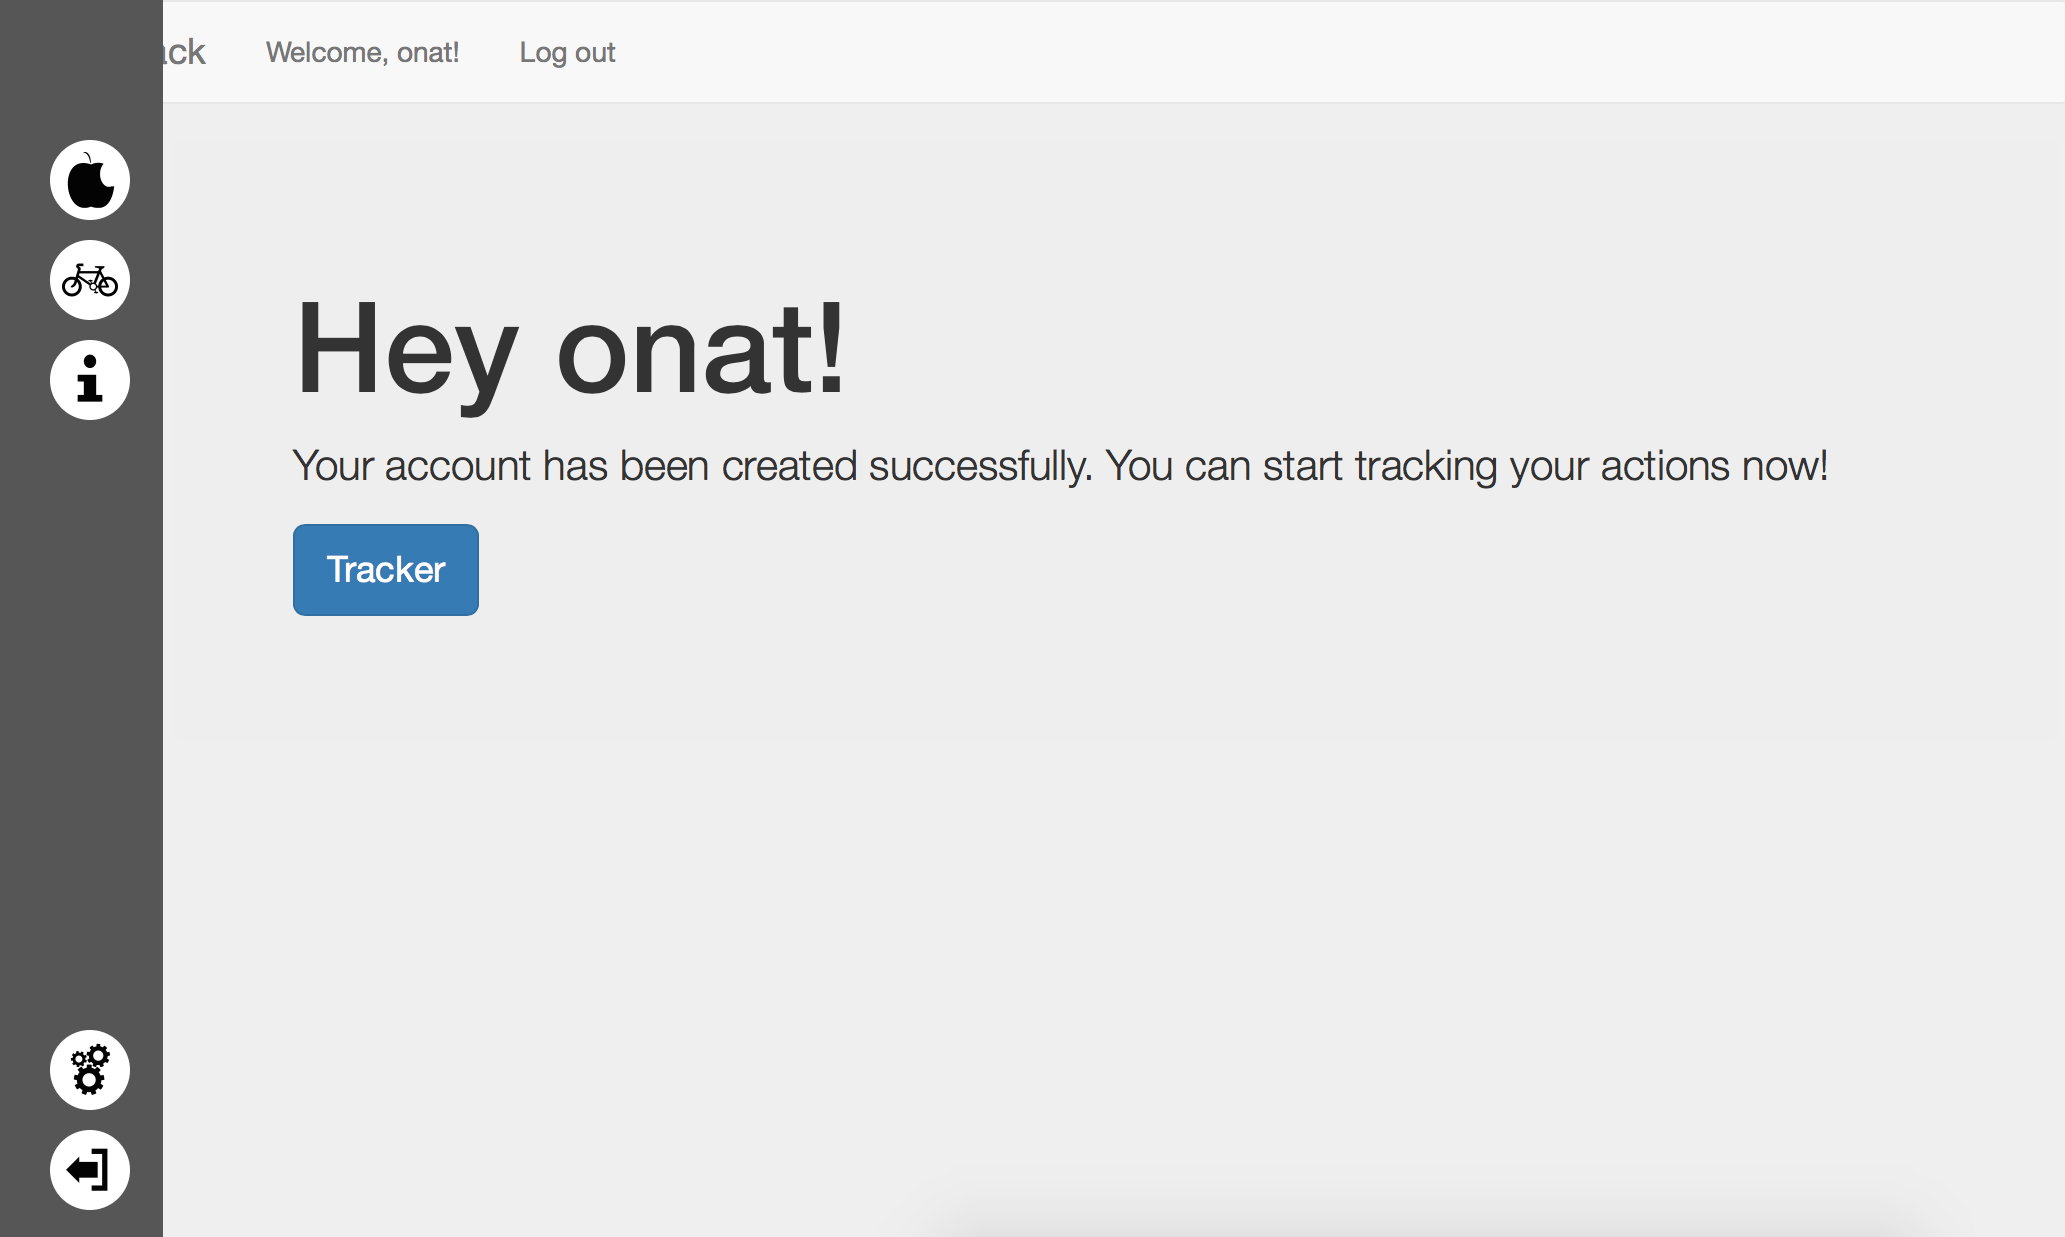 Welcome, onat! Log out
Hey onat!
Your account has been created successfully. You can start tracking your actions now!
Tracker